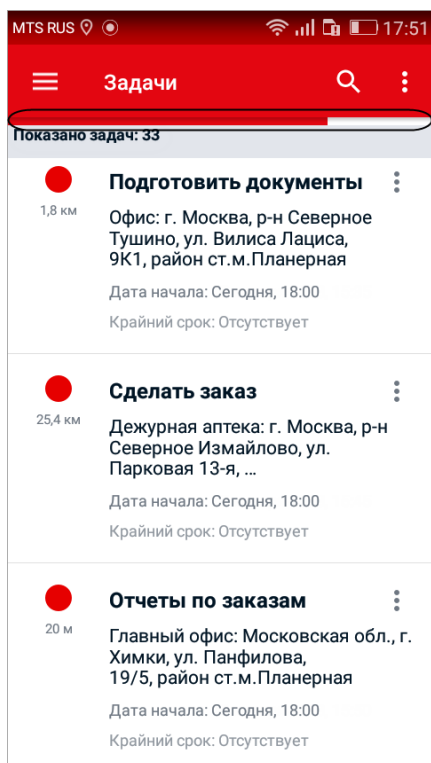 MTS RUS 17:51
Задачи
Показано задач: 33
Подготовить документы
1,8 км
Офис: г. Москва, р-н Северное
Тушино, ул. Вилиса Лациса,
9К1, район ст.м.Планерная
Дата начала: Сегодня, 18:00
Крайний срок: Отсутствует
Сделать заказ
25,4 км
Дежурная аптека: г. Москва, р-н
Северное Измайлово, ул.
Парковая 13-я, ...
Дата начала: Сегодня, 18:00
Крайний срок: Отсутствует
Отчеты по заказам
20 м
Главный офис: Московская обл., г.
Химки, ул. Панфилова,
19/5, район ст.м.Планерная
Дата начала: Сегодня, 18:00
Крайний срок: Отсутствует